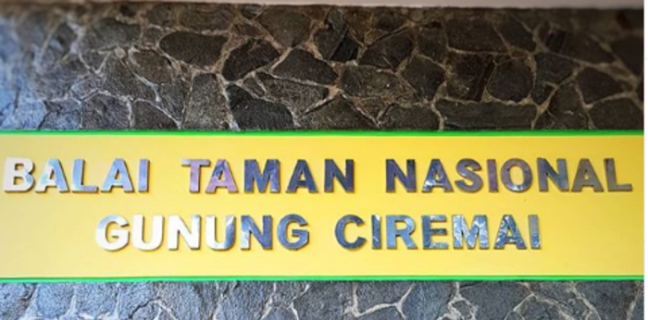 BALAI TAMAN NASIONAL
GUNUNG CIREMAI